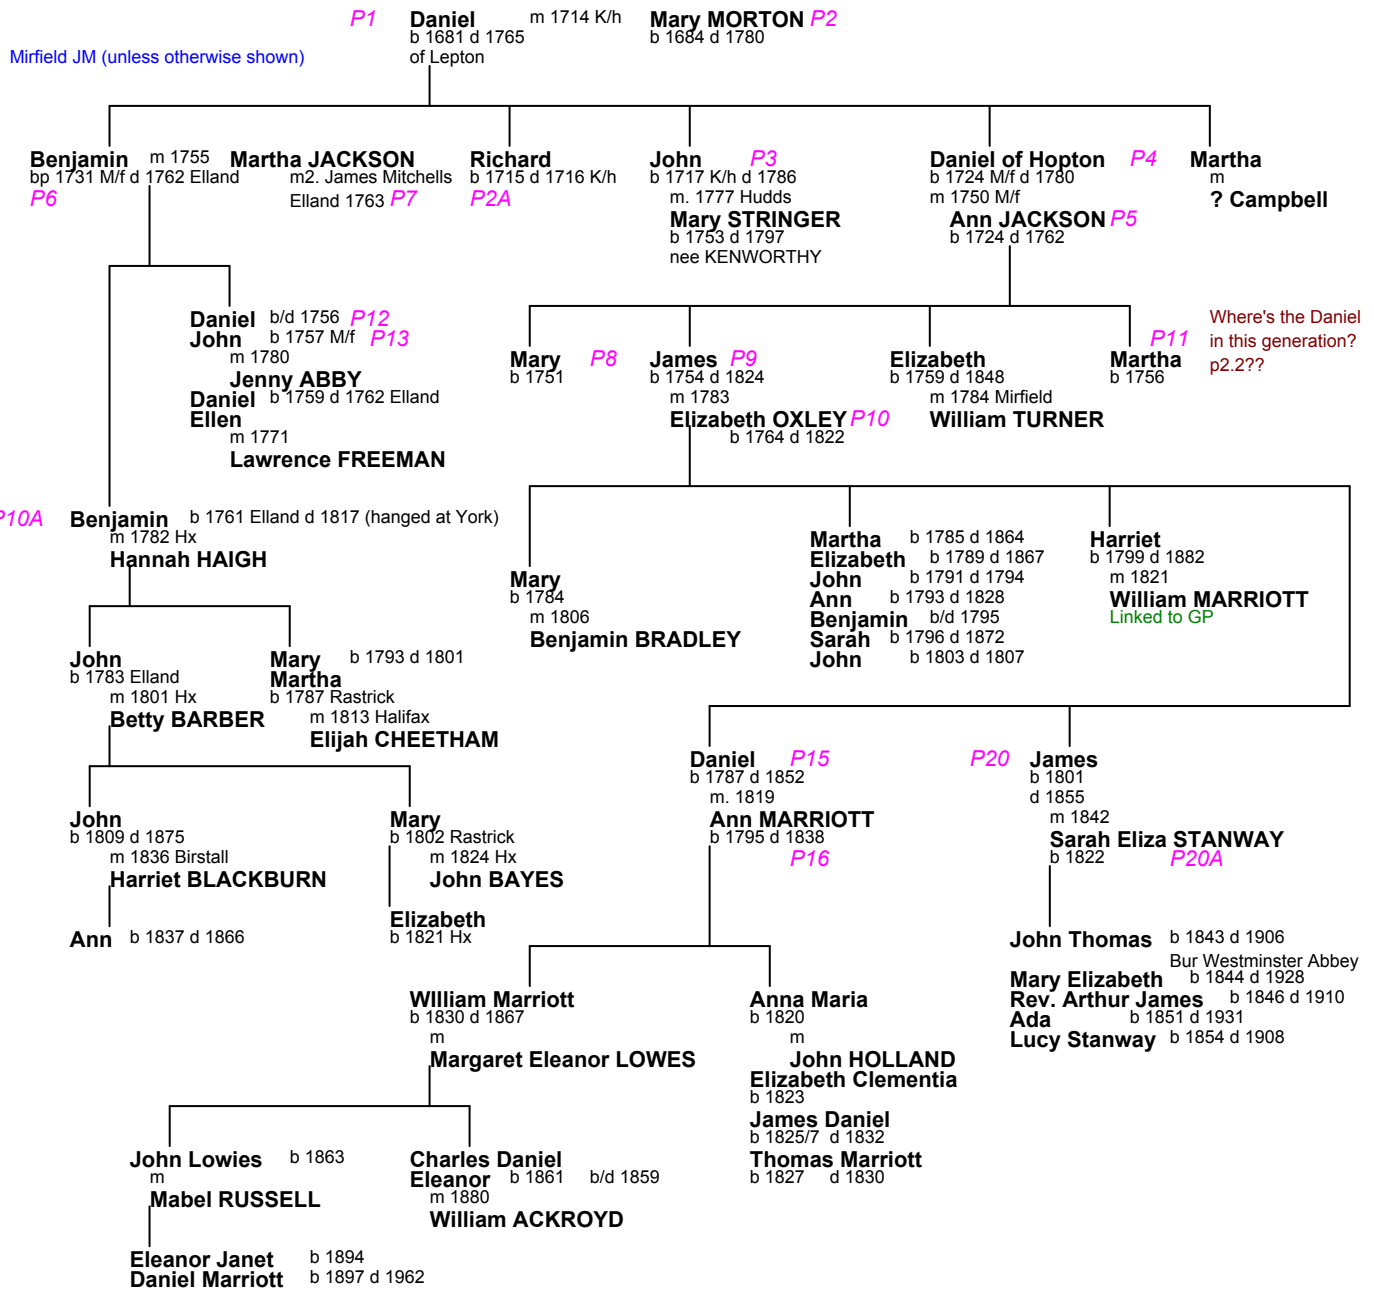 P1 Daniel m 1714 K/h Mary MORTON P2
b 1681 d 1765 b 1684 d 1780
Mirfield JM (unless otherwise shown) of Lepton
Benjamin m 1755 Martha JACKSON Richard John P3 Daniel of Hopton P4 Martha
bp 1731 M/f d 1762 Elland m2. James Mitchells b 1715 d 1716 K/h b 1717 K/h d 1786 b 1724 M/f d 1780 m
P6 Elland 1763 P7 P2A m. 1777 Hudds m 1750 M/f ? Campbell
Mary STRINGER Ann JACKSON P5
b 1753 d 1797 b 1724 d 1762
nee KENWORTHY
Daniel b/d 1756 P12 Where's the Daniel
John b 1757 M/f P13 P11 in this generation?
m 1780 Mary P8 James P9 Elizabeth Martha p2.2??
Jenny ABBY b 1751 b 1754 d 1824 b 1759 d 1848 b 1756
Daniel b 1759 d 1762 Elland m 1783 m 1784 Mirfield
Ellen Elizabeth OXLEY P10 William TURNER
m 1771 b 1764 d 1822
Lawrence FREEMAN
P10A Benjamin b 1761 Elland d 1817 (hanged at York)
m 1782 Hx Martha b 1785 d 1864 Harriet
Hannah HAIGH Elizabeth b 1789 d 1867 b 1799 d 1882
Mary John b 1791 d 1794 m 1821
b 1784 Ann b 1793 d 1828 William MARRIOTT
m 1806 Benjamin b/d 1795 Linked to GP
Benjamin BRADLEY Sarah b 1796 d 1872
John Mary b 1793 d 1801 John b 1803 d 1807
b 1783 Elland Martha
m 1801 Hx b 1787 Rastrick
Betty BARBER m 1813 Halifax
Elijah CHEETHAM
Daniel P15 P20 James
b 1787 d 1852 b 1801
m. 1819 d 1855
John Mary Ann MARRIOTT m 1842
b 1809 d 1875 b 1802 Rastrick b 1795 d 1838 Sarah Eliza STANWAY
m 1836 Birstall m 1824 Hx P16 b 1822 P20A
Harriet BLACKBURN John BAYES
Elizabeth
Ann b 1837 d 1866 b 1821 Hx John Thomas b 1843 d 1906
Bur Westminster Abbey
Mary Elizabeth b 1844 d 1928
WIlliam Marriott Anna Maria Rev. Arthur James b 1846 d 1910
b 1830 d 1867 b 1820 Ada b 1851 d 1931
m m Lucy Stanway b 1854 d 1908
Margaret Eleanor LOWES John HOLLAND
Elizabeth Clementia
b 1823
James Daniel
b 1825/7 d 1832
John Lowies b 1863 Charles Daniel Thomas Marriott
m Eleanor b 1861 b/d 1859 b 1827 d 1830
Mabel RUSSELL m 1880
William ACKROYD
Eleanor Janet b 1894
Daniel Marriott b 1897 d 1962